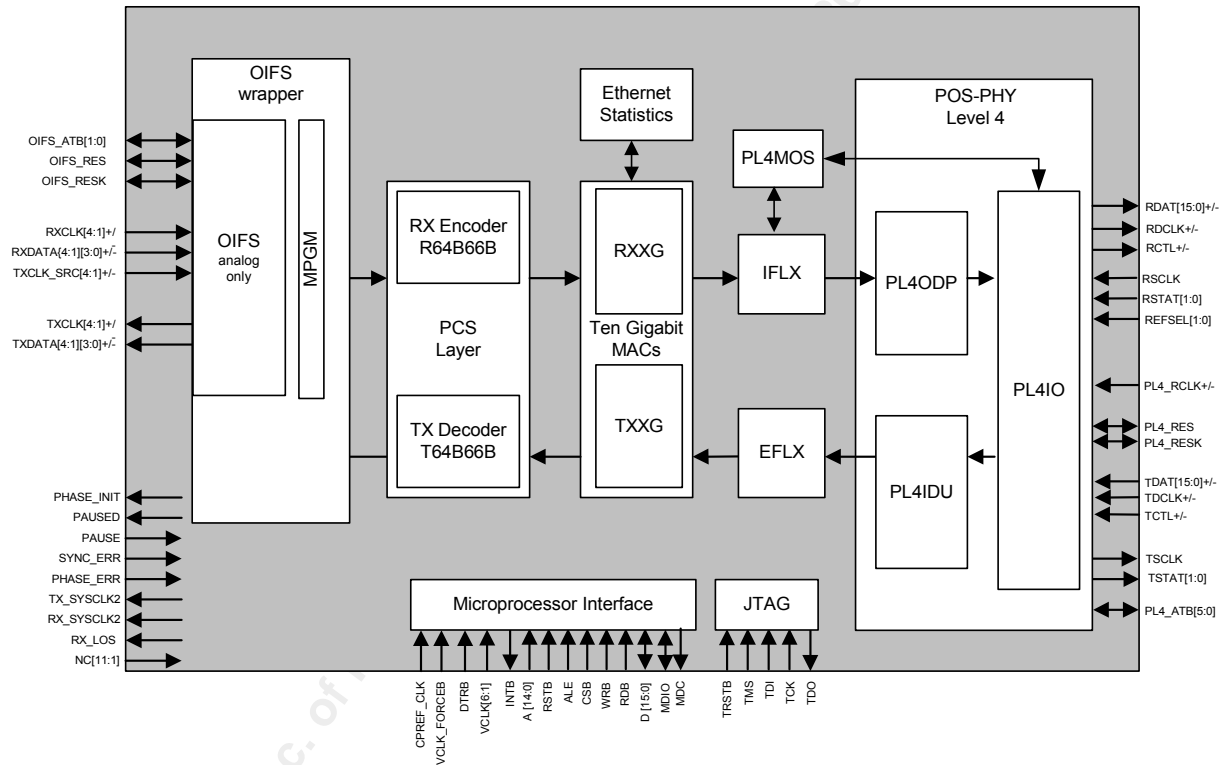 OIFS
wrapper
OIFS
analog
only
MPGM
OIFS_ATB[1:0]
OIFS_RES
OIFS_RESK
RXCLK[4:1]+/
RXDATA[4:1][3:0]+/-
TXCLK_SRC[4:1]+/-
TXCLK[4:1]+/
TXDATA[4:1][3:0]+/-
PHASE_INIT
PAUSED
PAUSE
SYNC_ERR
PHASE_ERR
TX_SYSCLK2
RX_SYSCLK2
RX_LOS
NC[11:1]
RX Encoder
R64B66B
PCS
Layer
TX Decoder
T64B66B
Ethernet
Statistics
RXXG
Ten Gigabit
MACs
TXXG
PL4MOS
IFLX
EFLX
POS-PHY
Level 4
PL4ODP
PL4IDU
PL4IO
RDAT[15:0]+/-
RDCLK+/-
RCTL+/-
RSCLK
RSTAT[1:0]
REFSEL[1:0]
PL4_RCLK+/-
PL4_RES
PL4_RESK
TDAT[15:0]+/-
TDCLK+/-
TCTL+/-
TSCLK
TSTAT[1:0]
PL4_ATB[5:0]
Microprocessor Interface
CPREF_CLK
VCLK_FORCEB
DTRB
VCLK[6:1]
INTB
A [14:0]
RSTB
ALE
CSB
WRB
RDB
D [15:0]
MDIO
MDC
JTAG
TRSTB
TMS
TDI
TCK
TDO